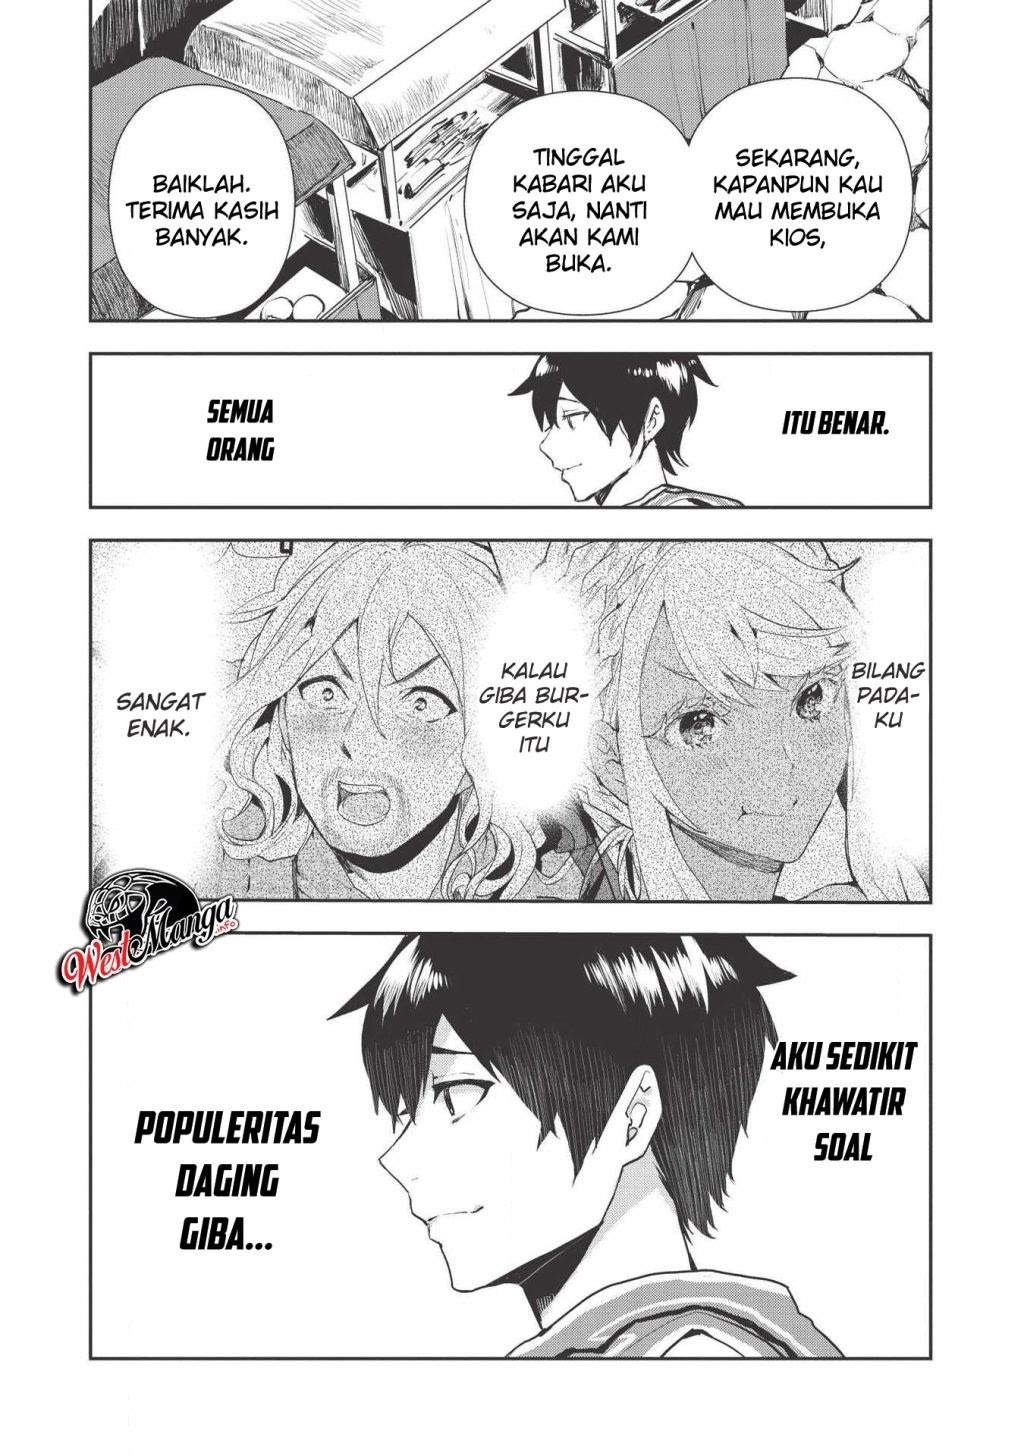 SEKARANG,
KAPANPUN KAU
MAU MEMBUKA
KIOS,
TINGGAL
KABARI AKU
SAJA, NANTI
AKAN KAMI
BUKA.
BAIKLAH.
TERIMA KASIH
BANYAK.
ITU BENAR.
SEMUA
ORANG
BILANG
PADA-
KU
KALAU
GIBA BUR-
GERKU
ITU
SANGAT
ENAK.
WestManga
.info
AKU SEDIKIT
KHAWATIR
SOAL
POPULERITAS
DAGING
GIBA...